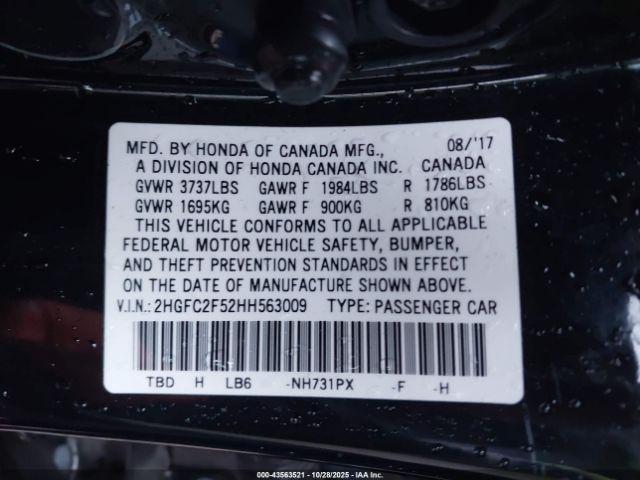 MFD. BY HONDA OF CANADA MFG., 08/'17
A DIVISION OF HONDA CANADA INC. CANADA
GVWR 3737LBS GAWR F 1984LBS R 1786LBS
GVWR 1695KG GAWR F 900KG R 810KG
THIS VEHICLE CONFORMS TO ALL APPLICABLE
FEDERAL MOTOR VEHICLE SAFETY, BUMPER,
AND THEFT PREVENTION STANDARDS IN EFFECT
ON THE DATE OF MANUFACTURE SHOWN ABOVE.
V.I.N.: 2HGFC2F52HH563009 TYPE: PASSENGER CAR
TBD H LB6 -NH731PX -F -H
000-43563521 | 10/28/2025 | IAA Inc.